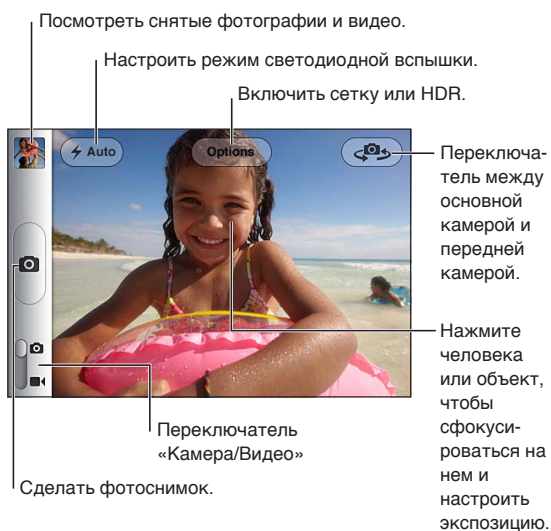 Посмотреть снятые фотографии и видео.
Настроить режим светодиодной вспышки.
Включить сетку или HDR.
Auto
Options
Переключа-
тель между
основной
камерой и
передней
камерой.
Нажмите
человека
или объект,
чтобы
сфокуси-
роваться на
нем и
настроить
экспозицию.
Переключатель
«Камера/Видео»
Сделать фотоснимок.